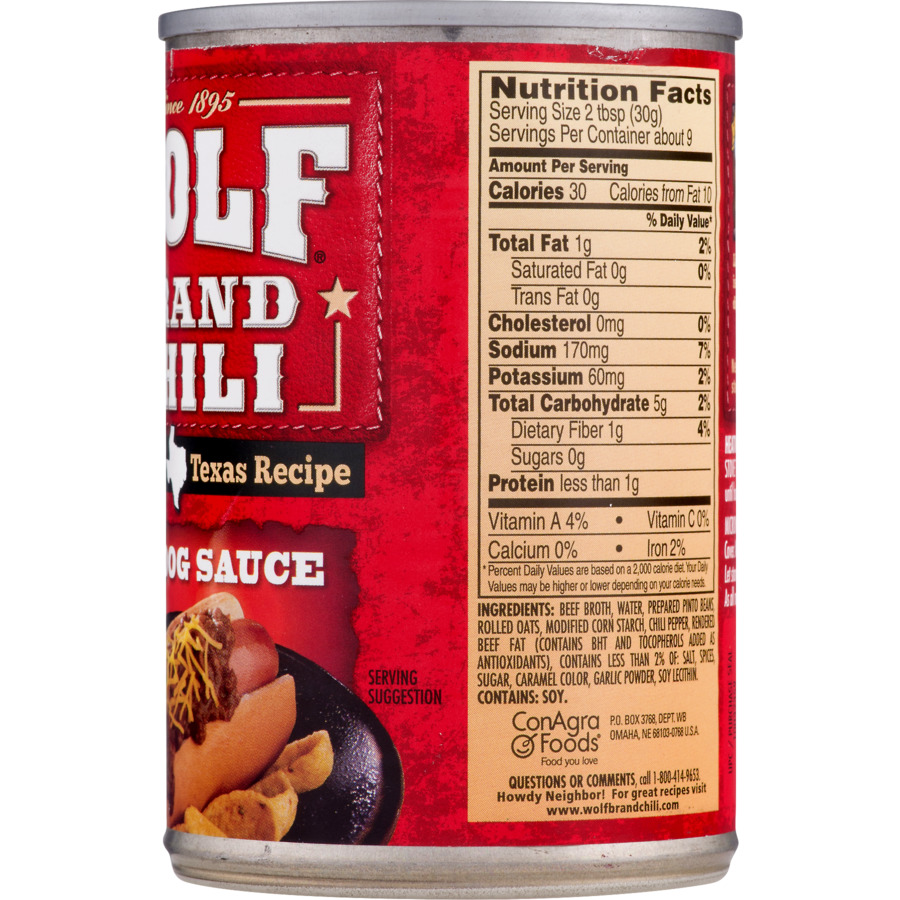 nce 1895
OLF
®
RAND
HILI
Texas Recipe
OG SAUCE
SERVING
SUGGESTION
Nutrition Facts
Serving Size 2 tbsp (30g)
Servings Per Container about 9
Amount Per Serving
Calories 30 Calories from Fat 10
% Daily Value*
Total Fat 1g 2%
Saturated Fat 0g 0%
Trans Fat 0g
Cholesterol 0mg 0%
Sodium 170mg 7%
Potassium 60mg 2%
Total Carbohydrate 5g 2%
Dietary Fiber 1g 4%
Sugars 0g
Protein less than 1g
Vitamin A 4% • Vitamin C 0%
Calcium 0% • Iron 2%
*Percent Daily Values are based on a 2,000 calorie diet. Your Daily
Values may be higher or lower depending on your calorie needs.
INGREDIENTS: BEEF BROTH, WATER, PREPARED PINTO BEANS,
ROLLED OATS, MODIFIED CORN STARCH, CHILI PEPPER, RENDERED
BEEF FAT (CONTAINS BHT AND TOCOPHEROLS ADDED AS
ANTIOXIDANTS), CONTAINS LESS THAN 2% OF: SALT, SPICES,
SUGAR, CARAMEL COLOR, GARLIC POWDER, SOY LECITHIN.
CONTAINS: SOY.
ConAgra
Foods®
Food you love
P.O. BOX 3768, DEPT. WB
OMAHA, NE 68103-0768 U.S.A.
QUESTIONS OR COMMENTS, call 1-800-414-9653.
Howdy Neighbor! For great recipes visit
www.wolfbrandchili.com